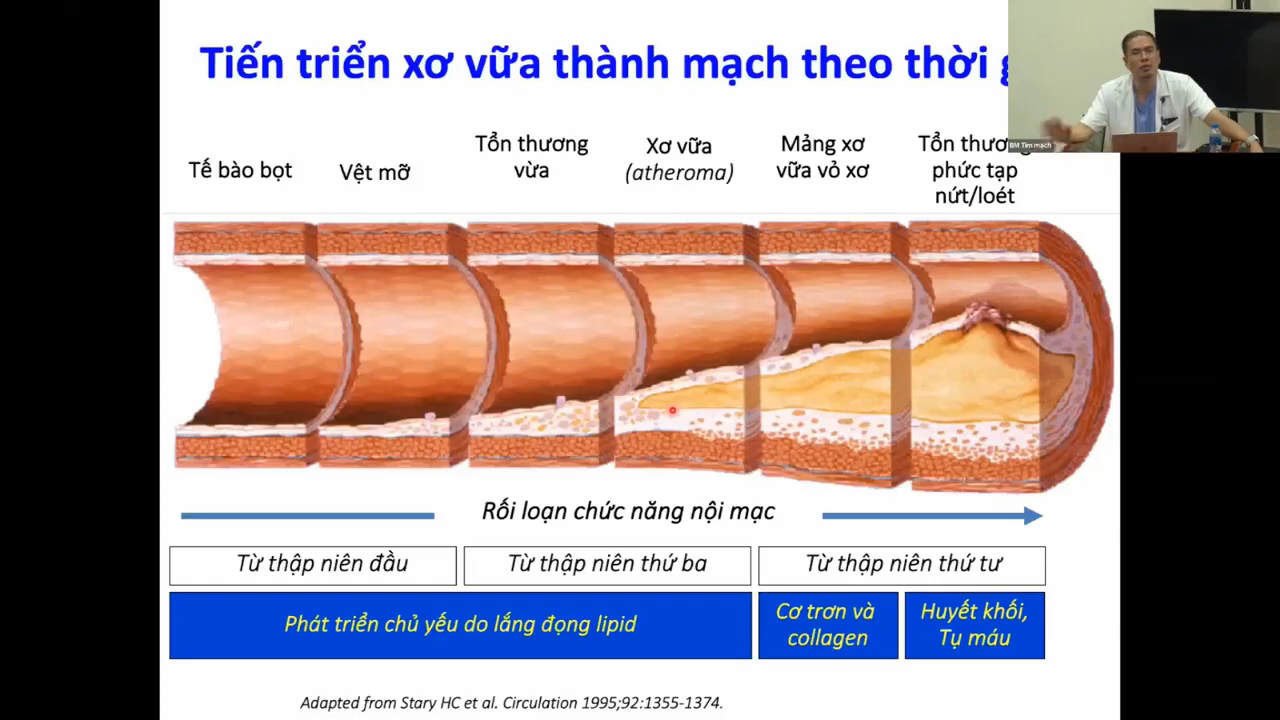 Tiến triển xơ vữa thành mạch theo thời
BM Tim mạch
Tế bào bọt
Vệt mỡ
Tổn thương
vừa
Xơ vữa
(atheroma)
Mảng xơ
vữa vỏ xơ
Tổn thương
phức tạp
nứt/loét
Rối loạn chức năng nội mạc
Từ thập niên đầu
Từ thập niên thứ ba
Từ thập niên thứ tư
Phát triển chủ yếu do lắng đọng lipid
Cơ trơn và
collagen
Huyết khối,
Tụ máu
Adapted from Stary HC et al. Circulation 1995;92:1355-1374.